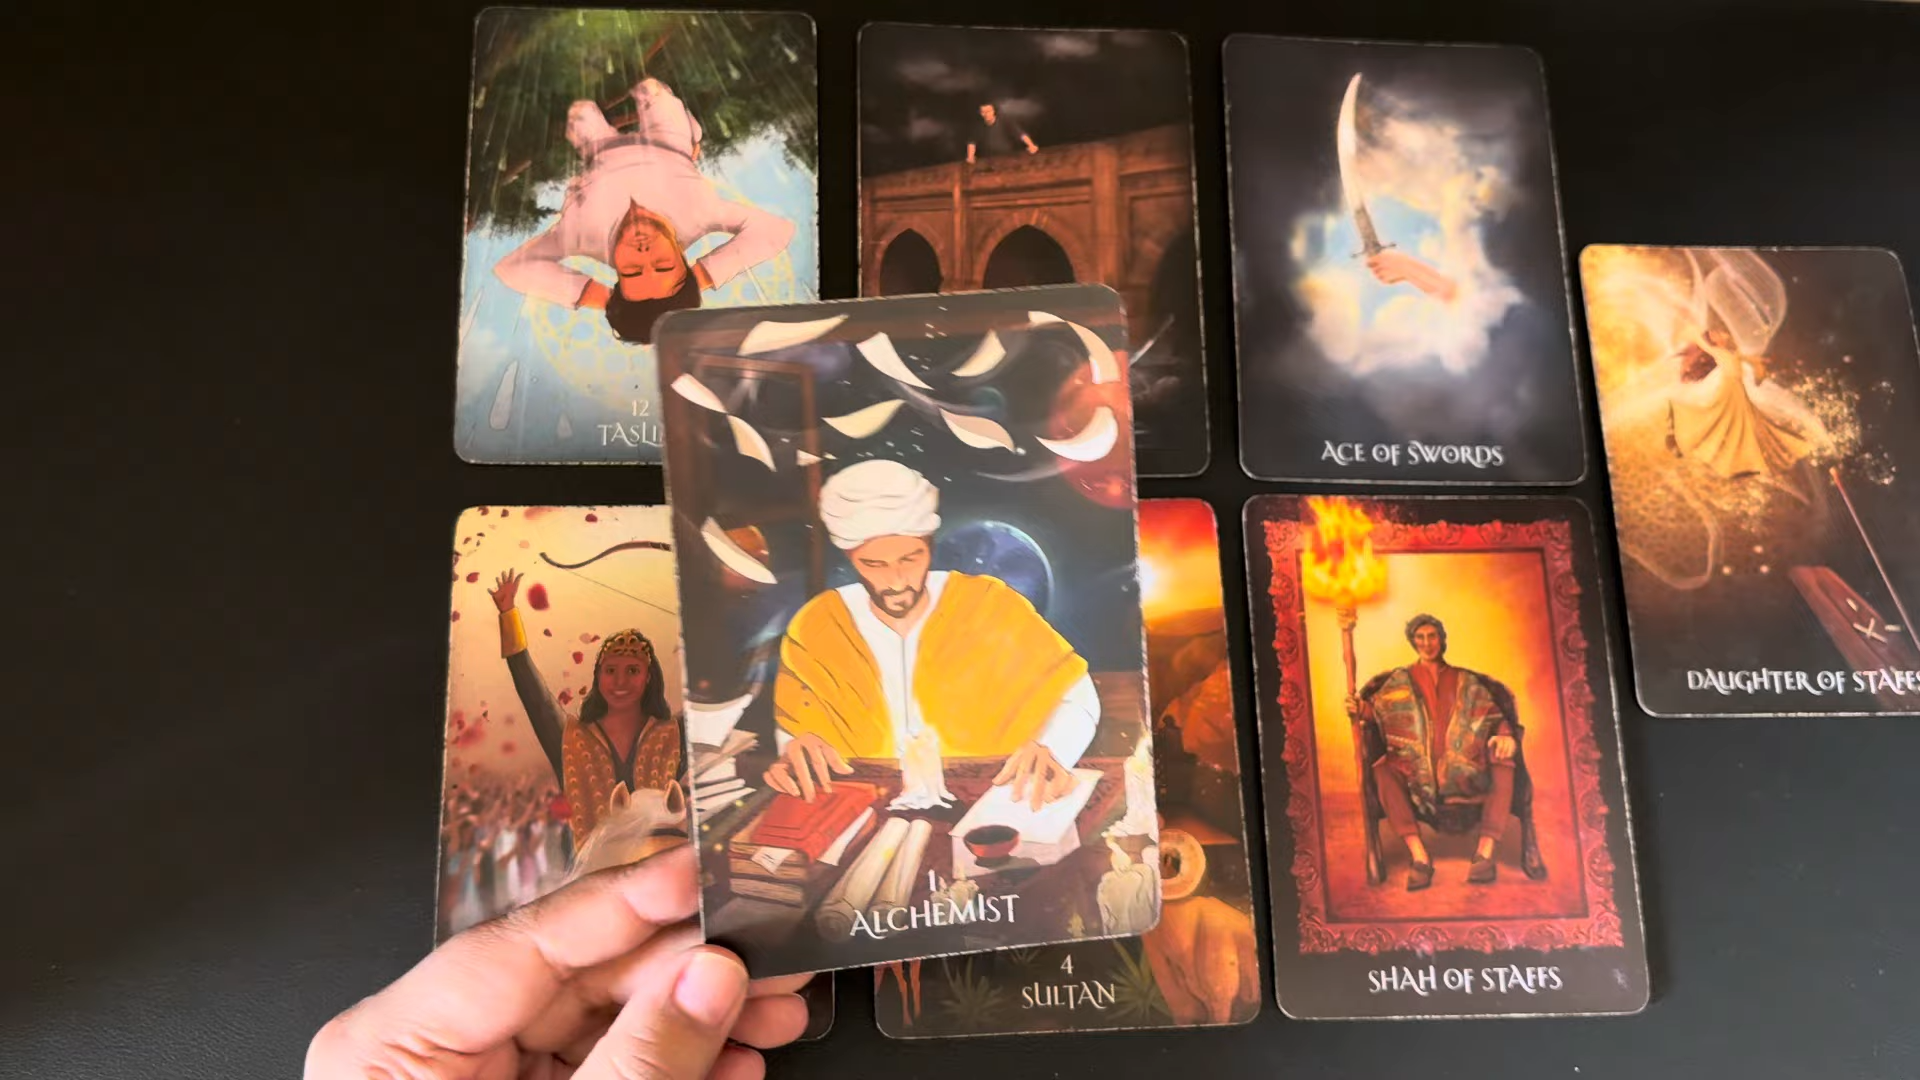 12
ACE OF SWORDS
DAUGHTER OF STAFFS
1
ALCHEMIST
4
SULTAN
SHAH OF STAFFS